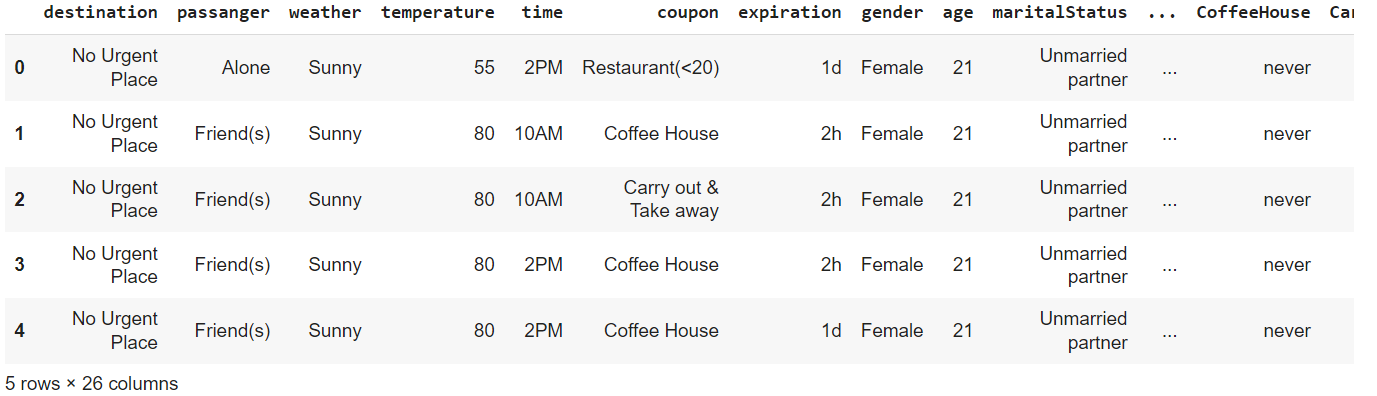 destination passanger weather temperature time coupon expiration gender age maritalStatus ... CoffeeHouse Car
0 No Urgent Place Alone Sunny 55 2PM Restaurant(<20) 1d Female 21 Unmarried partner ... never
1 No Urgent Place Friend(s) Sunny 80 10AM Coffee House 2h Female 21 Unmarried partner ... never
2 No Urgent Place Friend(s) Sunny 80 10AM Carry out & Take away 2h Female 21 Unmarried partner ... never
3 No Urgent Place Friend(s) Sunny 80 2PM Coffee House 2h Female 21 Unmarried partner ... never
4 No Urgent Place Friend(s) Sunny 80 2PM Coffee House 1d Female 21 Unmarried partner ... never
5 rows × 26 columns